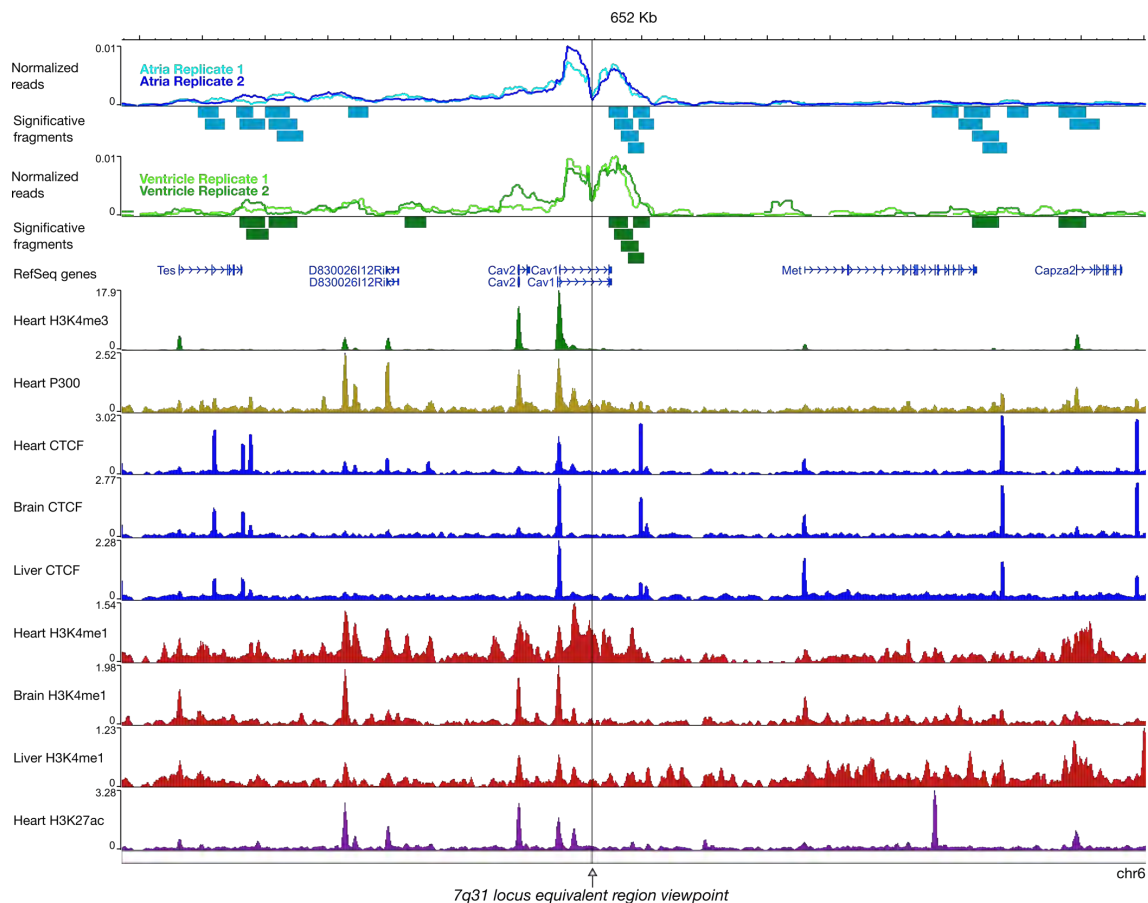 652 Kb
0.01
Normalized
reads
Atria Replicate 1
Atria Replicate 2
0
Significative
fragments
0.01
Normalized
reads
Ventricle Replicate 1
Ventricle Replicate 2
0
Significative
fragments
RefSeq genes
Tes
D830026I12Rik
Cav2
Cav1
Met
Capza2
D830026I12Rik
Cav2
Cav1
17.9
Heart H3K4me3
0
2.52
Heart P300
0
3.02
Heart CTCF
0
2.77
Brain CTCF
0
2.28
Liver CTCF
0
1.54
Heart H3K4me1
0
1.98
Brain H3K4me1
0
1.23
Liver H3K4me1
0
3.28
Heart H3K27ac
0
chr6
7q31 locus equivalent region viewpoint